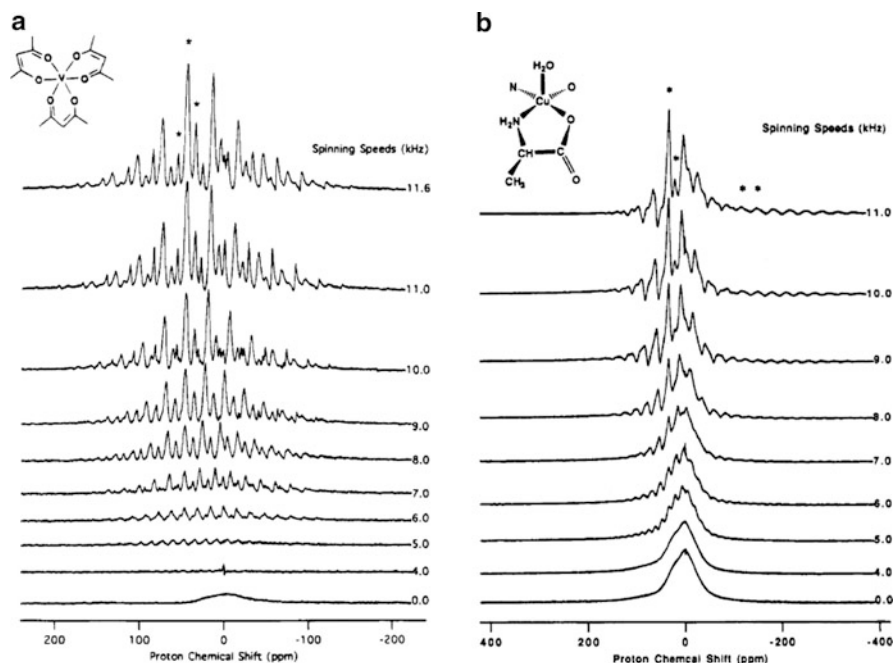 a
O
O
O
O
V
O
O
*
*
*
Spinning Speeds (kHz)
11.6
11.0
10.0
9.0
8.0
7.0
6.0
5.0
4.0
0.0
200
100
0
-100
-200
Proton Chemical Shift (ppm)
b
H₂O
N
O
Cu
H₂N
O
CH
C
CH₃
O
*
*
* *
Spinning Speeds (kHz)
11.0
10.0
9.0
8.0
7.0
6.0
5.0
4.0
0.0
400
200
0
-200
-400
Proton Chemical Shift (ppm)